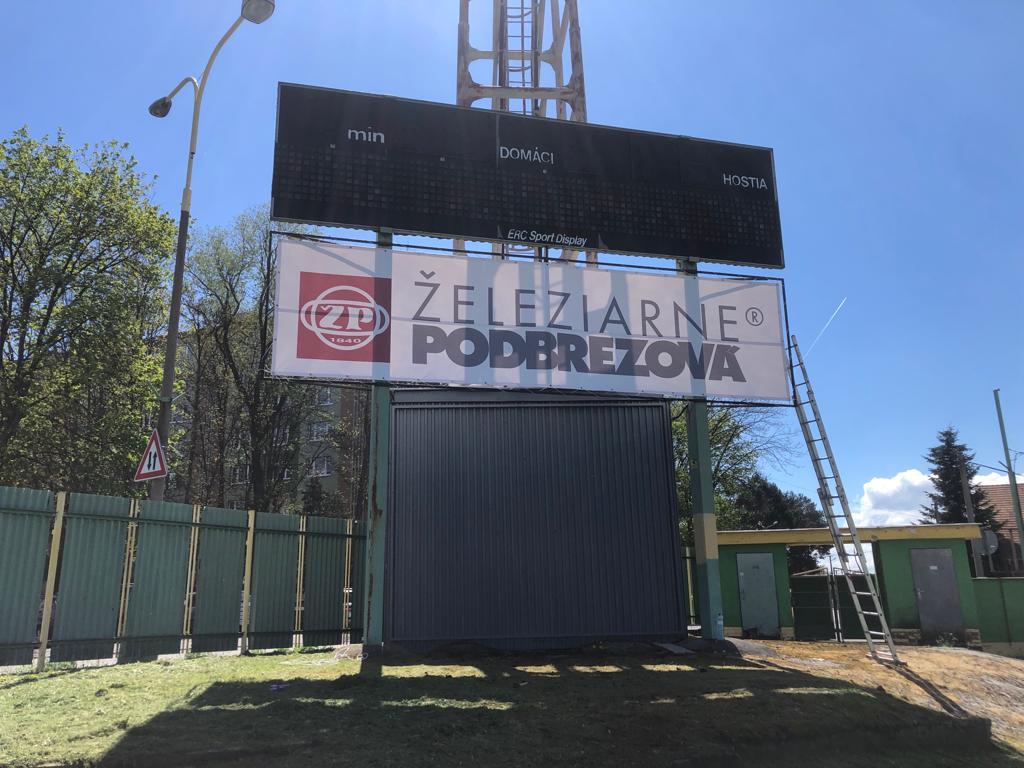 min
DOMÁCI
HOSTIA
ERC Sport Display
ŽP
1840
ŽELEZIARNE®
PODBREZOVÁ